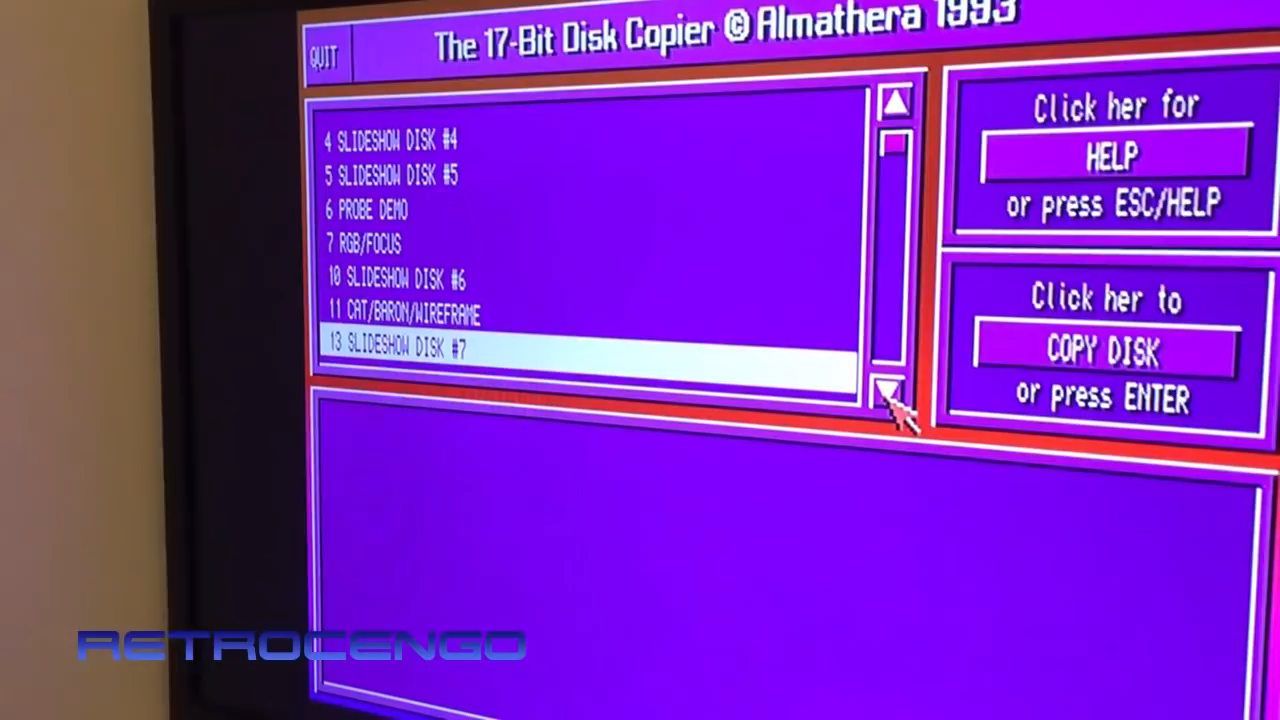 QUIT
The 17-Bit Disk Copier © Almathera 1993
4 SLIDESHOW DISK #4
5 SLIDESHOW DISK #5
6 PROBE DEMO
7 RGB/FOCUS
10 SLIDESHOW DISK #6
11 CAT/BARON/WIREFRAME
13 SLIDESHOW DISK #7
Click her for
HELP
or press ESC/HELP
Click her to
COPY DISK
or press ENTER
RETROCENGO